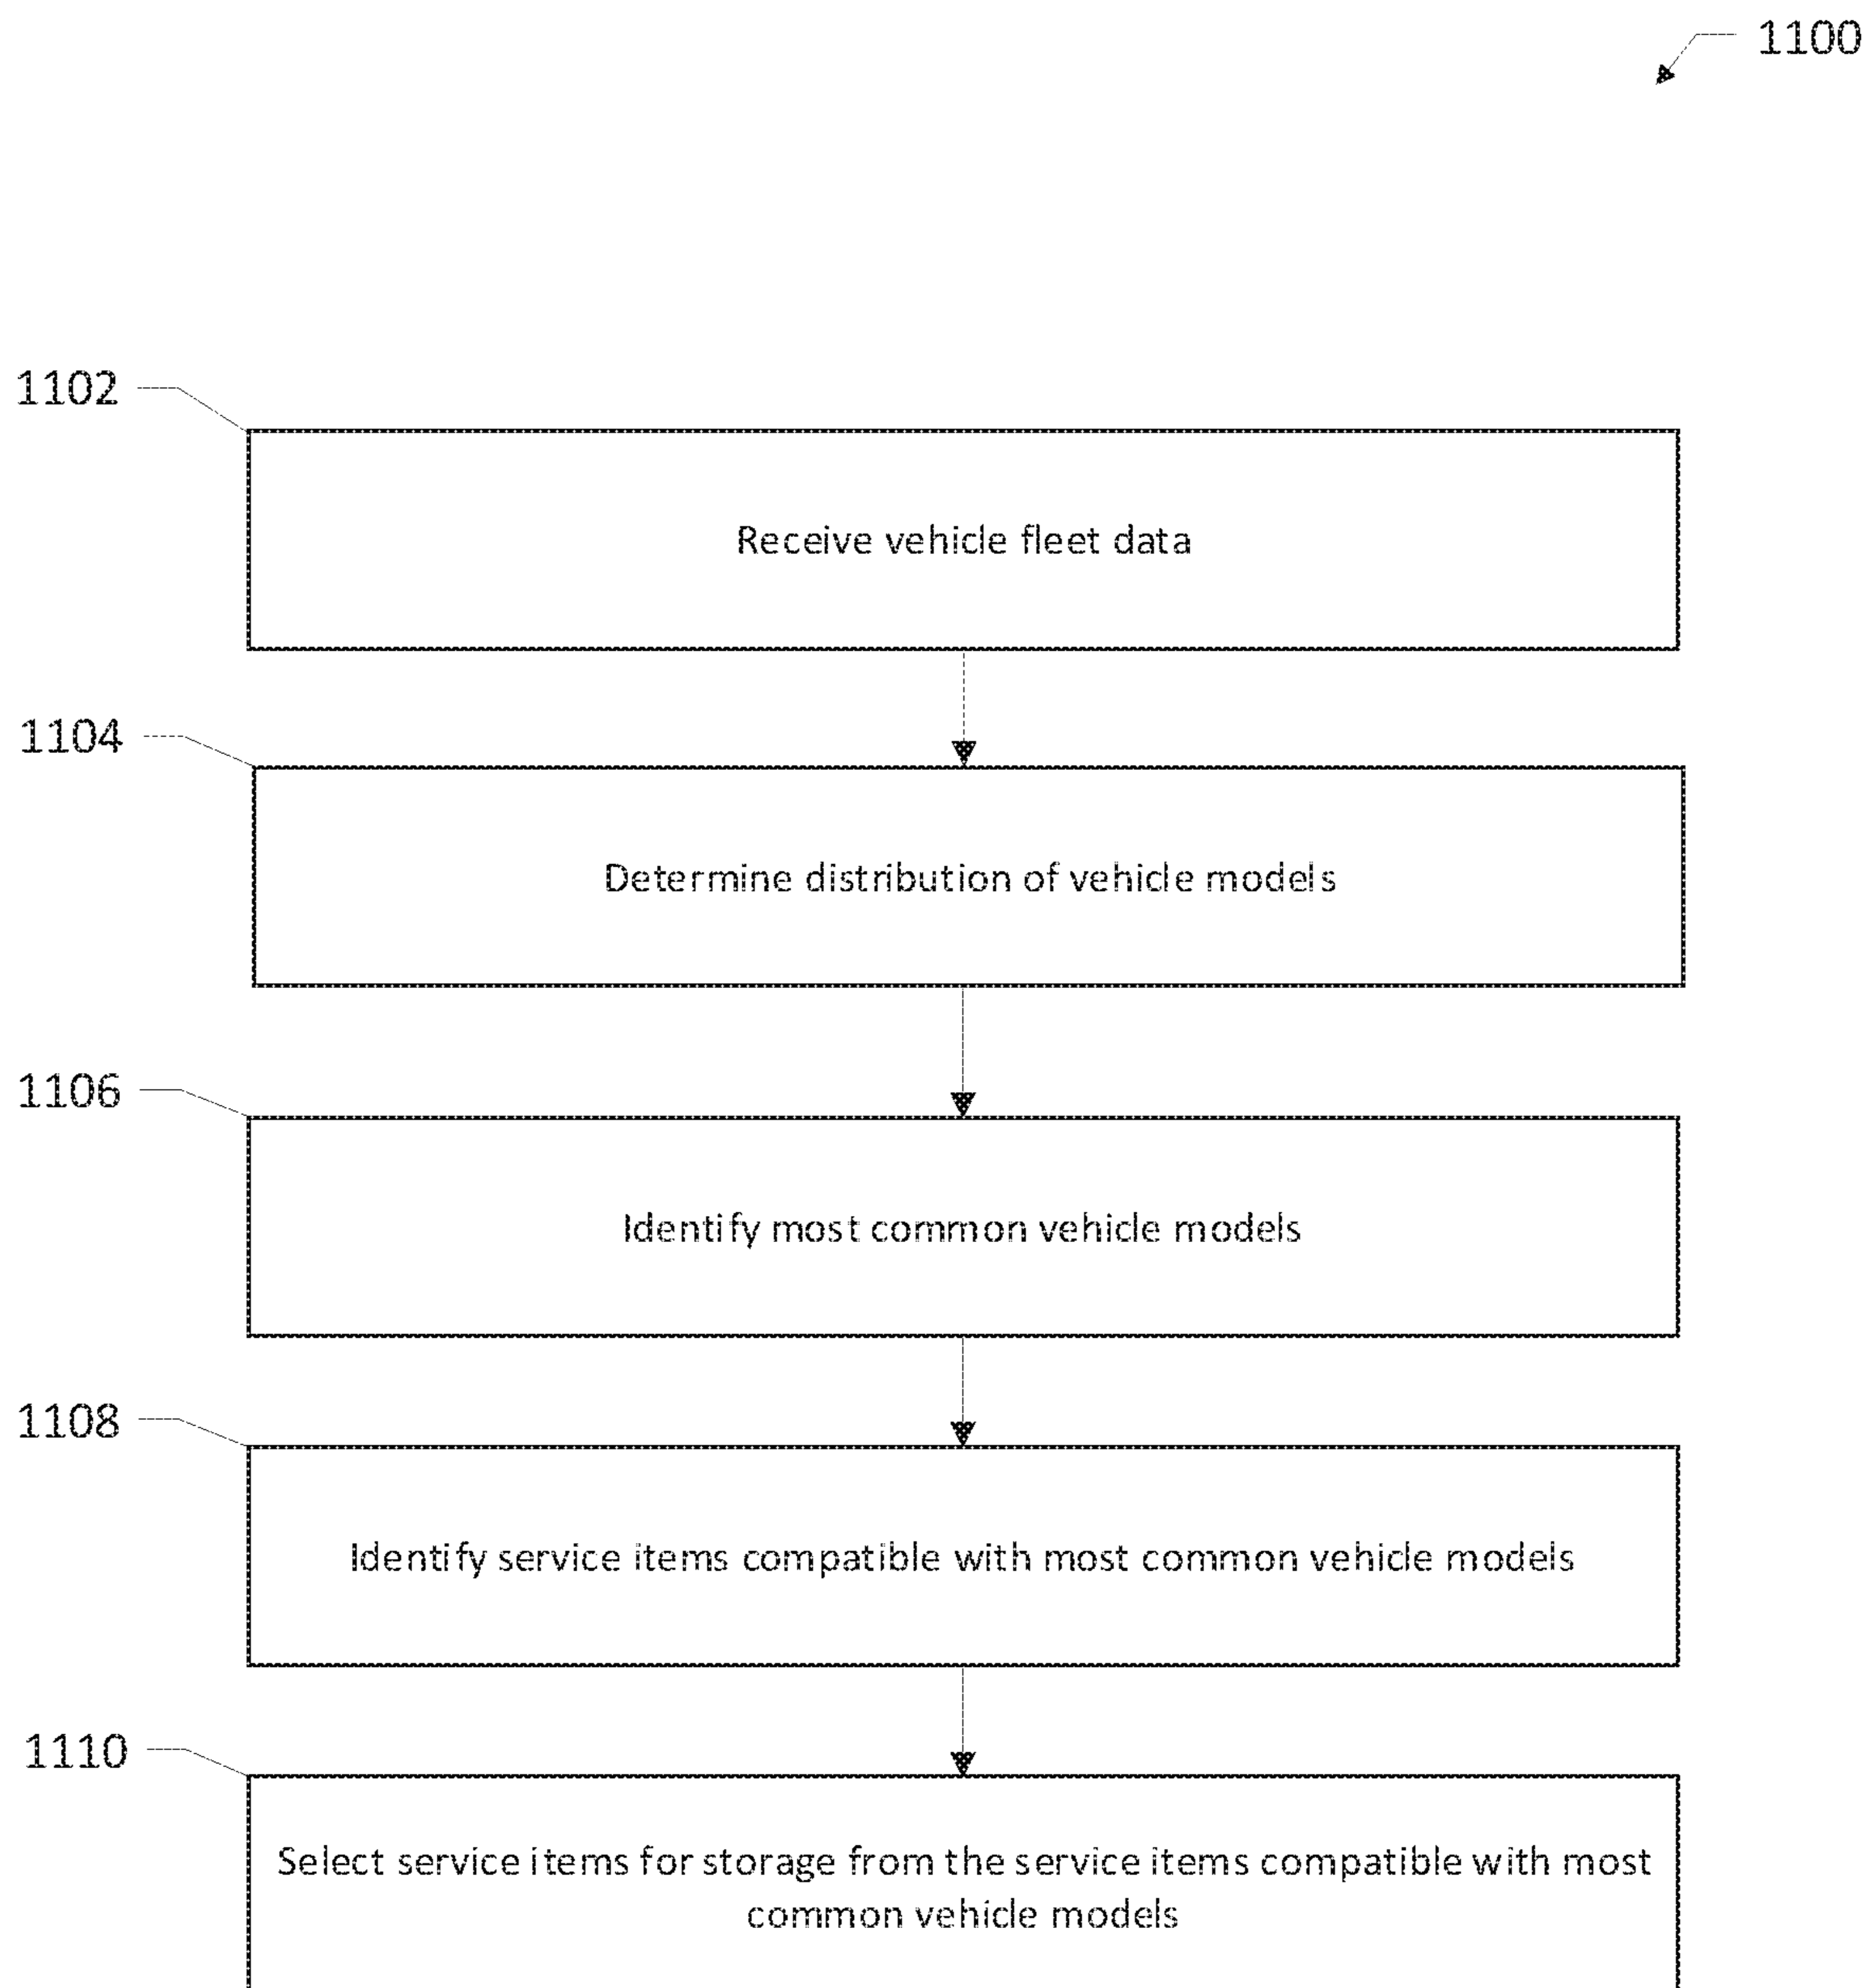 1100
1102
Receive vehicle fleet data
1104
Determine distribution of vehicle models
1106
Identify most common vehicle models
1108
Identify service items compatible with most common vehicle models
1110
Select service items for storage from the service items compatible with most
common vehicle models